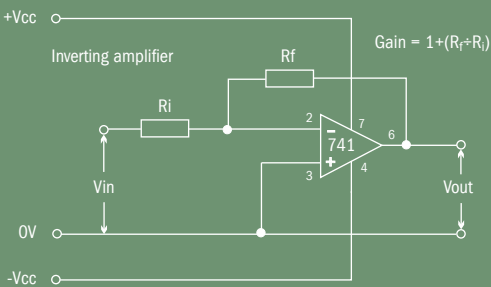 +Vcc
Inverting amplifier
Gain = 1+(Rf÷Ri)
Rf
Ri
2
7
6
741
3
4
Vin
Vout
0V
-Vcc